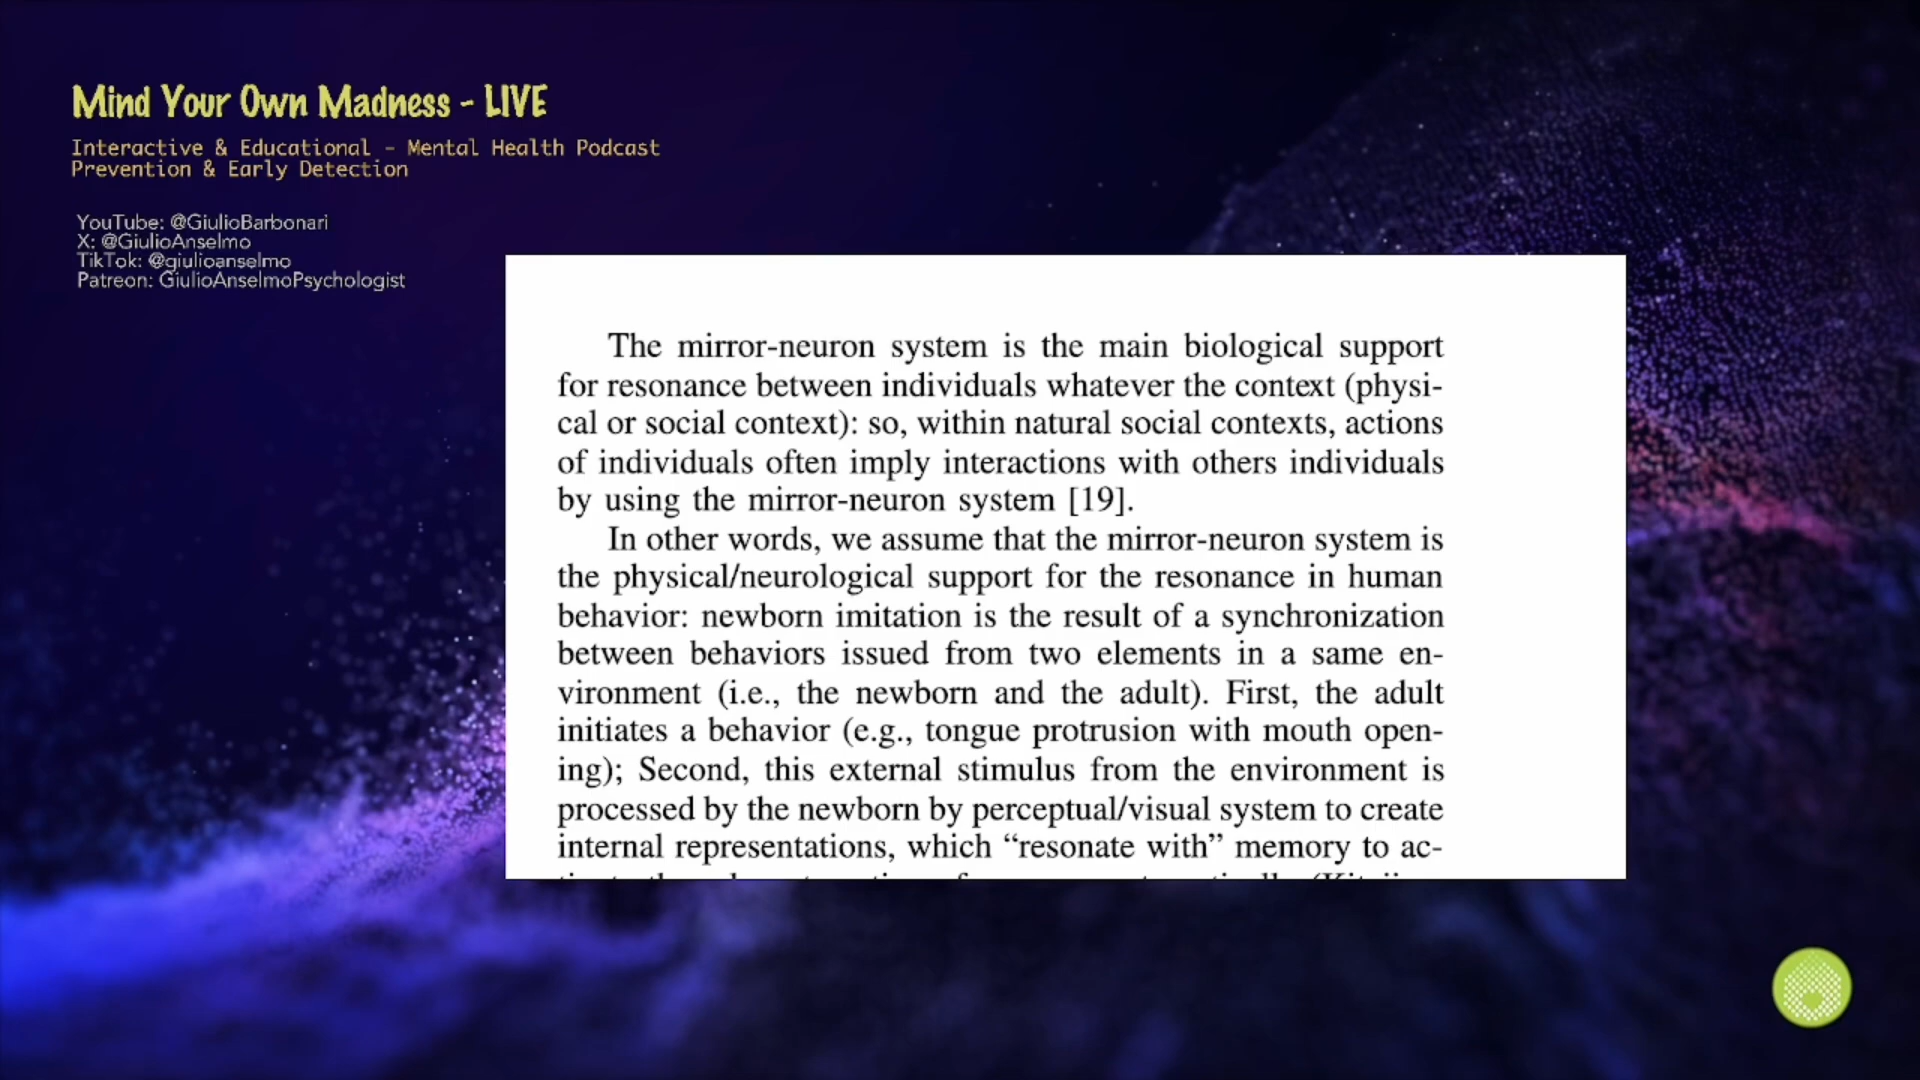 Mind Your Own Madness - LIVE
Interactive & Educational - Mental Health Podcast
Prevention & Early Detection
YouTube: @GiulioBarbonari
X: @GiulioAnselmo
TikTok: @giulioanselmo
Patreon: GiulioAnselmoPsychologist
The mirror-neuron system is the main biological support
for resonance between individuals whatever the context (physi-
cal or social context): so, within natural social contexts, actions
of individuals often imply interactions with others individuals
by using the mirror-neuron system [19].
In other words, we assume that the mirror-neuron system is
the physical/neurological support for the resonance in human
behavior: newborn imitation is the result of a synchronization
between behaviors issued from two elements in a same en-
vironment (i.e., the newborn and the adult). First, the adult
initiates a behavior (e.g., tongue protrusion with mouth open-
ing); Second, this external stimulus from the environment is
processed by the newborn by perceptual/visual system to create
internal representations, which “resonate with” memory to ac-